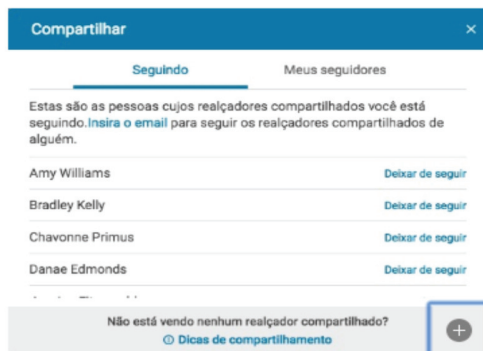 Compartilhar
Seguindo
Meus seguidores
Estas são as pessoas cujos realçadores compartilhados você está
seguindo.Insira o email para seguir os realçadores compartilhados de
alguém.
Amy Williams Deixar de seguir
Bradley Kelly Deixar de seguir
Chavonne Primus Deixar de seguir
Danae Edmonds Deixar de seguir
Não está vendo nenhum realçador compartilhado?
Dicas de compartilhamento